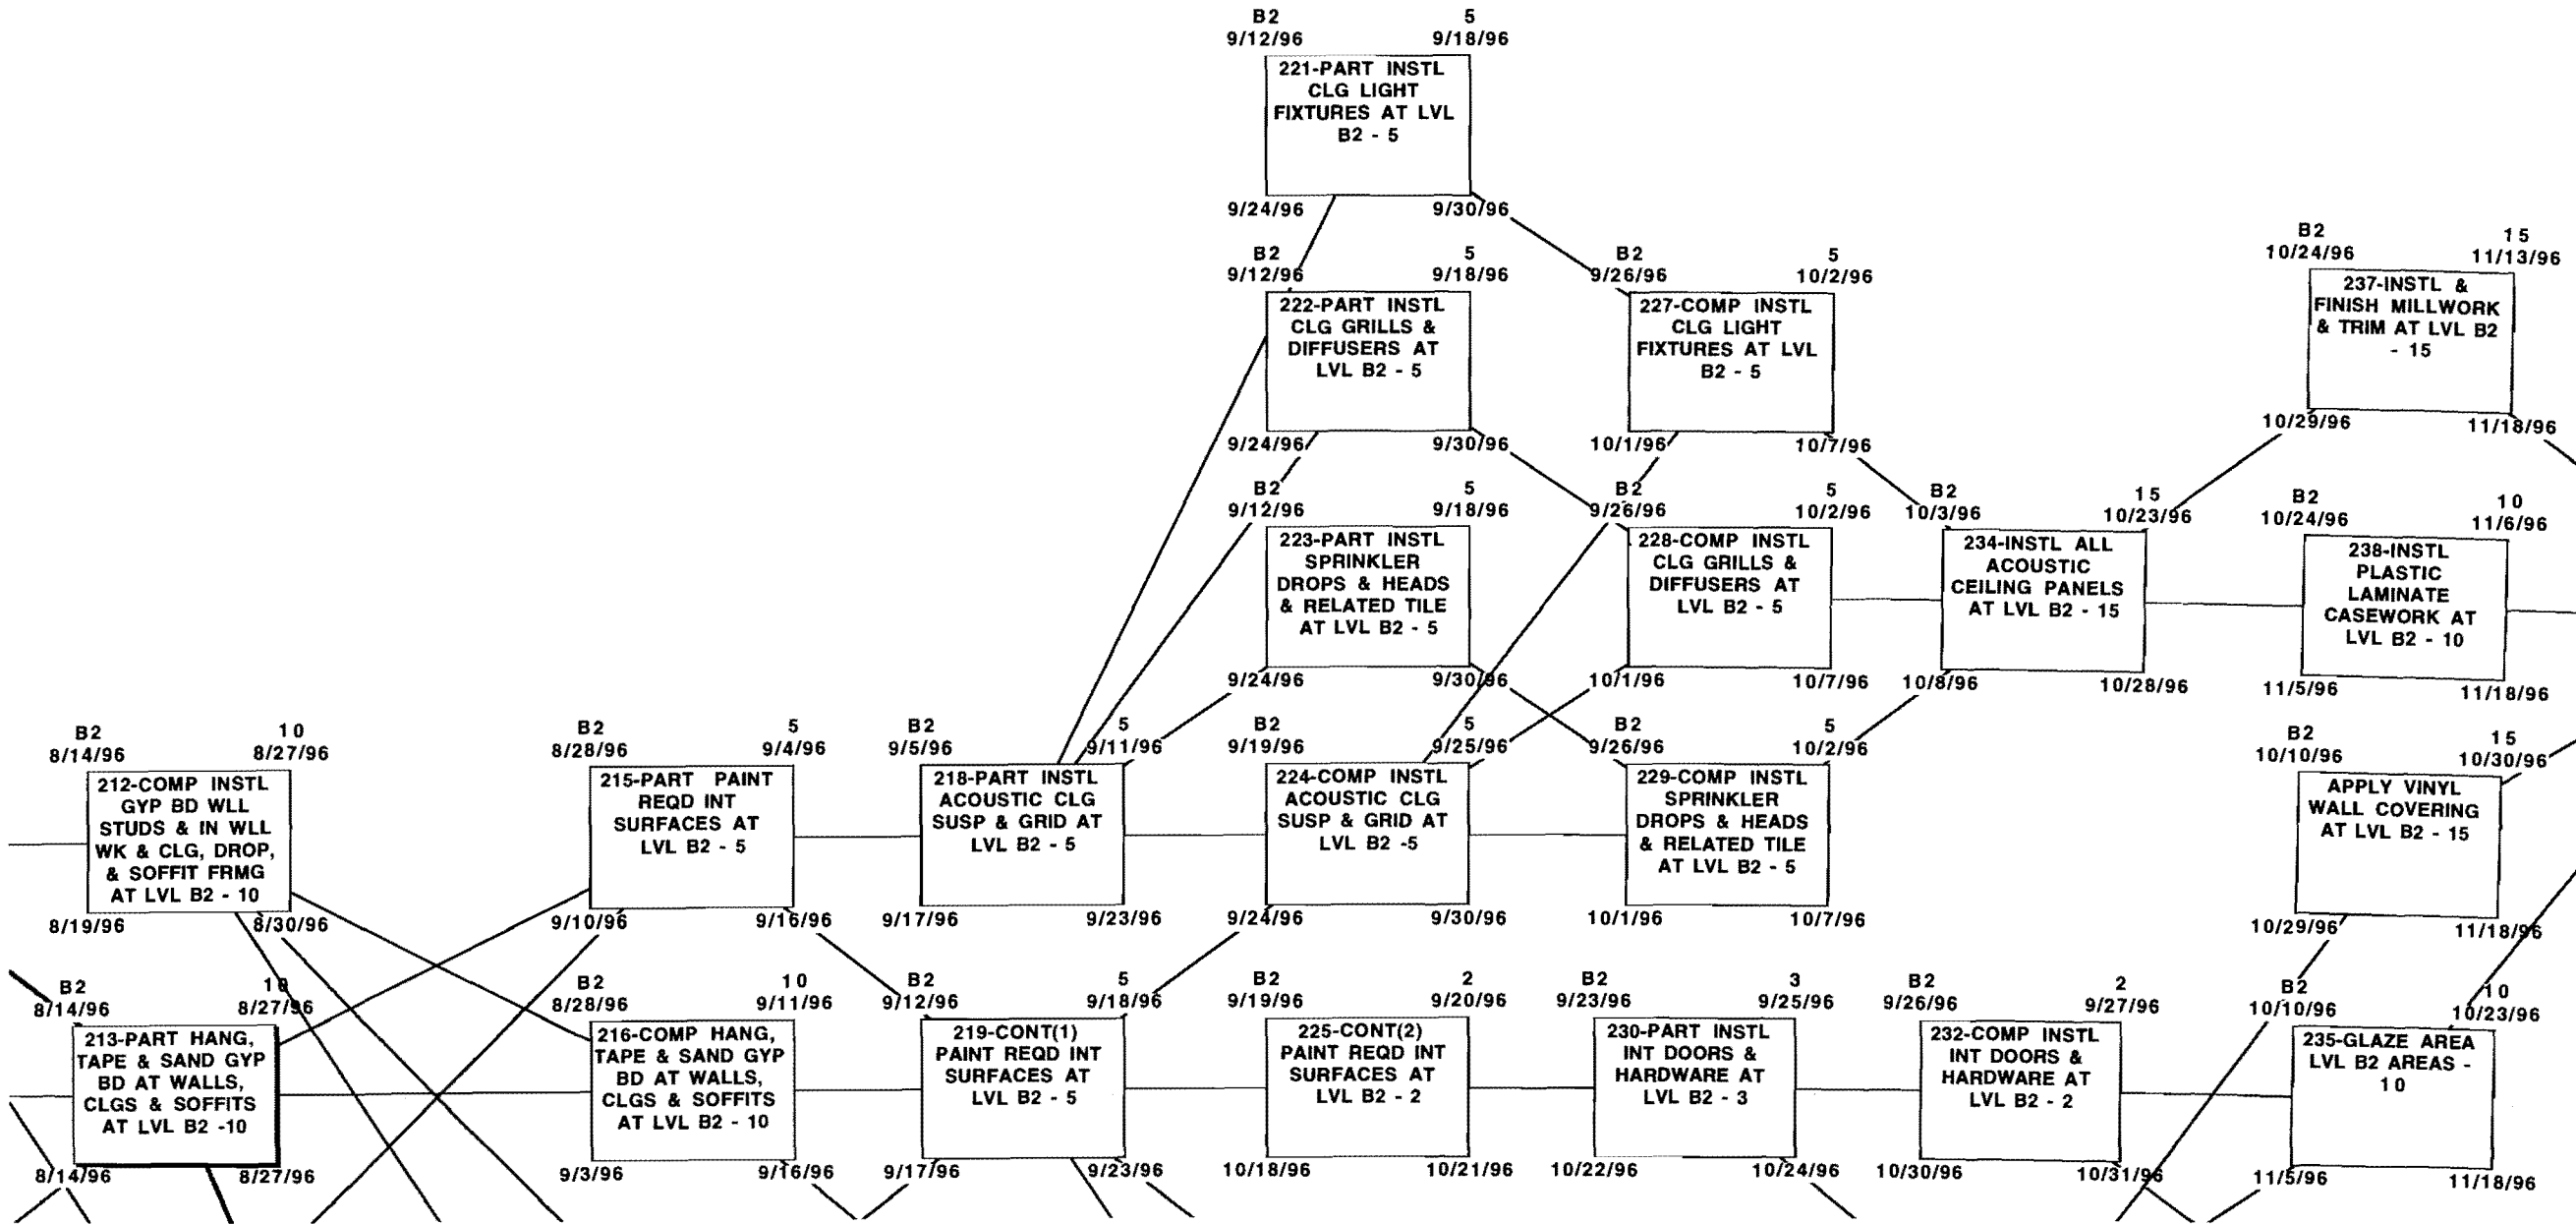 B2 5
9/12/96 9/18/96
221-PART INSTL
CLG LIGHT
FIXTURES AT LVL
B2 - 5
9/24/96 9/30/96
B2 5
9/12/96 9/18/96
222-PART INSTL
CLG GRILLS &
DIFFUSERS AT
LVL B2 - 5
9/24/96 9/30/96
B2 5
9/26/96 10/2/96
227-COMP INSTL
CLG LIGHT
FIXTURES AT LVL
B2 - 5
10/1/96 10/7/96
B2 15
10/24/96 11/13/96
237-INSTL &
FINISH MILLWORK
& TRIM AT LVL B2
- 15
10/29/96 11/18/96
B2 5
9/12/96 9/18/96
223-PART INSTL
SPRINKLER
DROPS & HEADS
& RELATED TILE
AT LVL B2 - 5
9/24/96 9/30/96
B2 5
9/26/96 10/2/96
228-COMP INSTL
CLG GRILLS &
DIFFUSERS AT
LVL B2 - 5
10/1/96 10/7/96
B2 15
10/3/96 10/23/96
234-INSTL ALL
ACOUSTIC
CEILING PANELS
AT LVL B2 - 15
10/8/96 10/28/96
B2 10
10/24/96 11/6/96
238-INSTL
PLASTIC
LAMINATE
CASEWORK AT
LVL B2 - 10
11/5/96 11/18/96
B2 10
8/14/96 8/27/96
212-COMP INSTL
GYP BD WLL
STUDS & IN WLL
WK & CLG, DROP,
& SOFFIT FRMG
AT LVL B2 - 10
8/19/96 8/30/96
B2 5
8/28/96 9/4/96
215-PART PAINT
REQD INT
SURFACES AT
LVL B2 - 5
9/10/96 9/16/96
B2 5
9/5/96 9/11/96
218-PART INSTL
ACOUSTIC CLG
SUSP & GRID AT
LVL B2 - 5
9/17/96 9/23/96
B2 5
9/19/96 9/25/96
224-COMP INSTL
ACOUSTIC CLG
SUSP & GRID AT
LVL B2 -5
9/24/96 9/30/96
B2 5
9/26/96 10/2/96
229-COMP INSTL
SPRINKLER
DROPS & HEADS
& RELATED TILE
AT LVL B2 - 5
10/1/96 10/7/96
B2 15
10/10/96 10/30/96
APPLY VINYL
WALL COVERING
AT LVL B2 - 15
10/29/96 11/18/96
B2 10
8/14/96 8/27/96
213-PART HANG,
TAPE & SAND GYP
BD AT WALLS,
CLGS & SOFFITS
AT LVL B2 -10
8/14/96 8/27/96
B2 10
8/28/96 9/11/96
216-COMP HANG,
TAPE & SAND GYP
BD AT WALLS,
CLGS & SOFFITS
AT LVL B2 - 10
9/3/96 9/16/96
B2 5
9/12/96 9/18/96
219-CONT(1)
PAINT REQD INT
SURFACES AT
LVL B2 - 5
9/17/96 9/23/96
B2 2
9/19/96 9/20/96
225-CONT(2)
PAINT REQD INT
SURFACES AT
LVL B2 - 2
10/18/96 10/21/96
B2 3
9/23/96 9/25/96
230-PART INSTL
INT DOORS &
HARDWARE AT
LVL B2 - 3
10/22/96 10/24/96
B2 2
9/26/96 9/27/96
232-COMP INSTL
INT DOORS &
HARDWARE AT
LVL B2 - 2
10/30/96 10/31/96
B2 10
10/10/96 10/23/96
235-GLAZE AREA
LVL B2 AREAS -
10
11/5/96 11/18/96